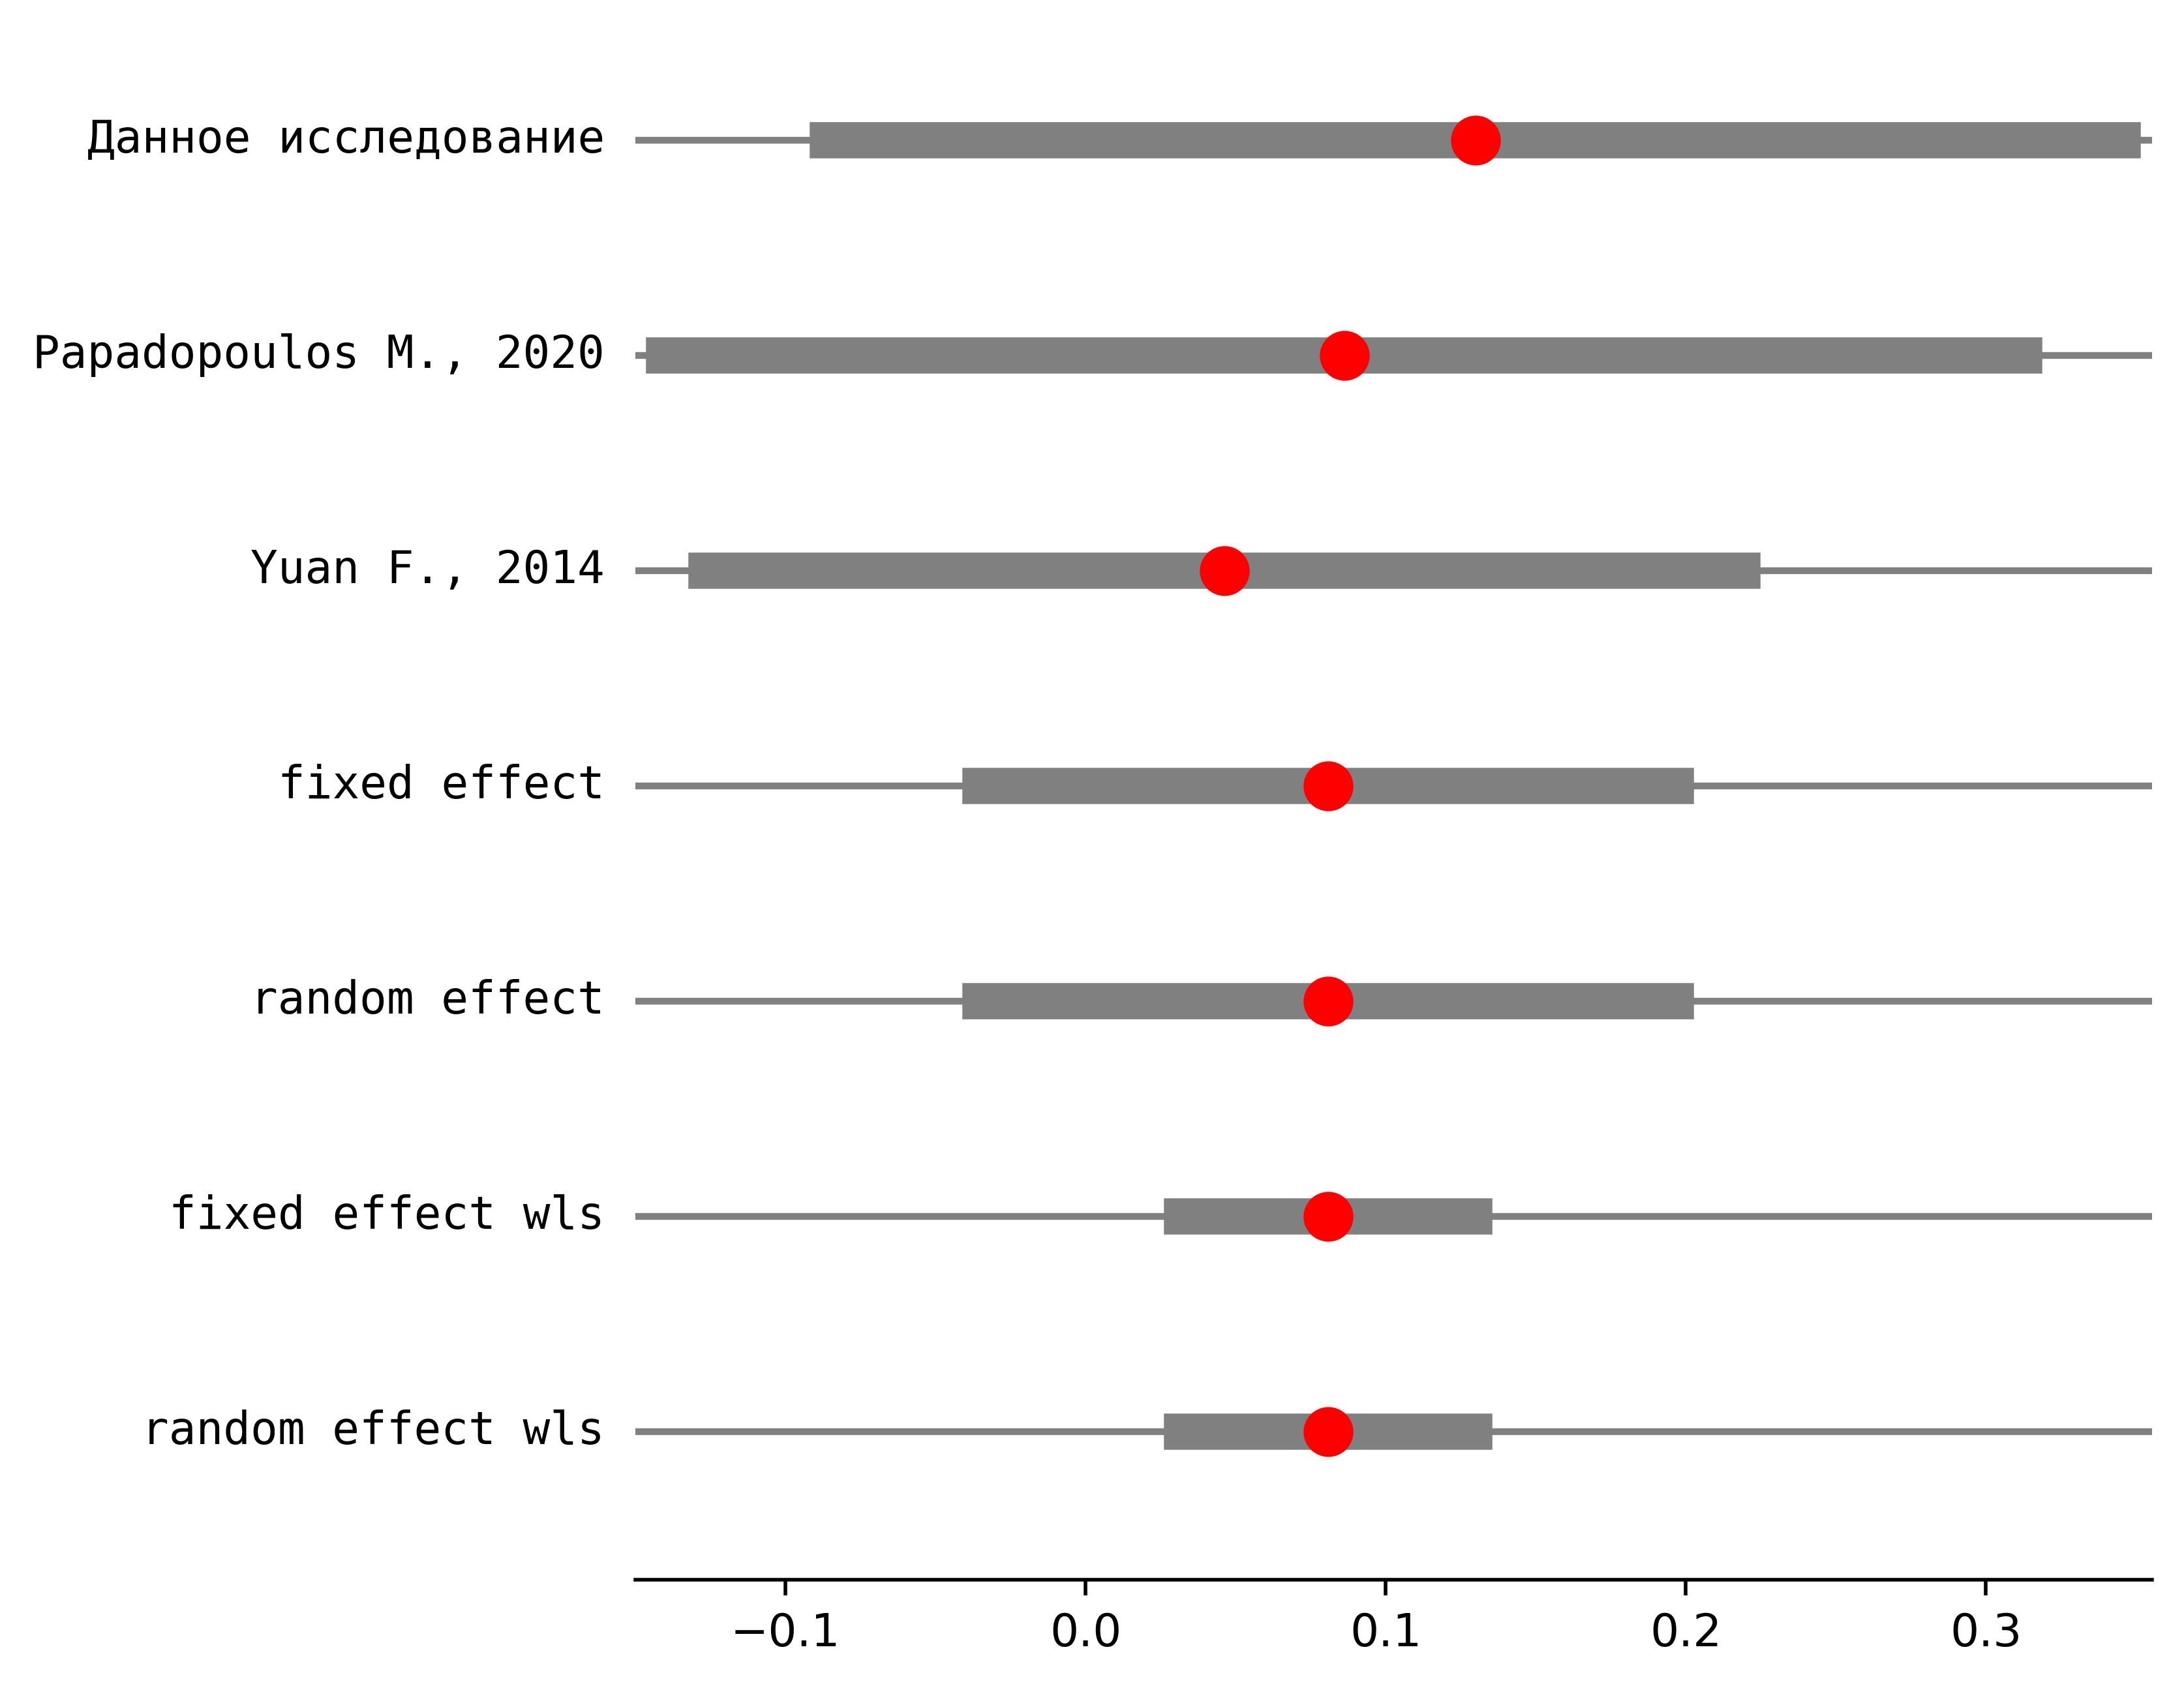 Данное исследование
Papadopoulos M., 2020
Yuan F., 2014
fixed effect
random effect
fixed effect wls
random effect wls
−0.1 0.0 0.1 0.2 0.3